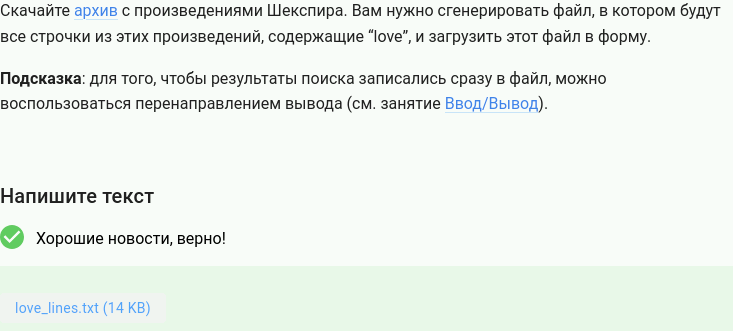 Скачайте архив с произведениями Шекспира. Вам нужно сгенерировать файл, в котором будут
все строчки из этих произведений, содержащие “love”, и загрузить этот файл в форму.
Подсказка: для того, чтобы результаты поиска записались сразу в файл, можно
воспользоваться перенаправлением вывода (см. занятие Ввод/Вывод).
Напишите текст
Хорошие новости, верно!
love_lines.txt (14 KB)